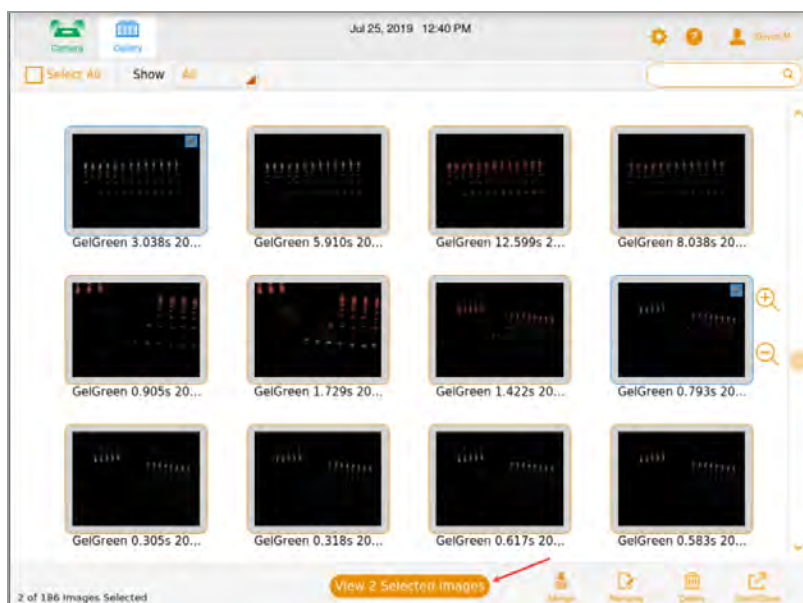 Jul 25, 2019 12:40 PM
Camera
Gallery
Select All
Show
All
GelGreen 3.038s 20...
GelGreen 5.910s 20...
GelGreen 12.599s 2...
GelGreen 8.038s 20...
GelGreen 0.905s 20...
GelGreen 1.729s 20...
GelGreen 1.422s 20...
GelGreen 0.793s 20...
GelGreen 0.305s 20...
GelGreen 0.318s 20...
GelGreen 0.617s 20...
GelGreen 0.583s 20...
View 2 Selected Images
2 of 186 Images Selected
Rename
Delete